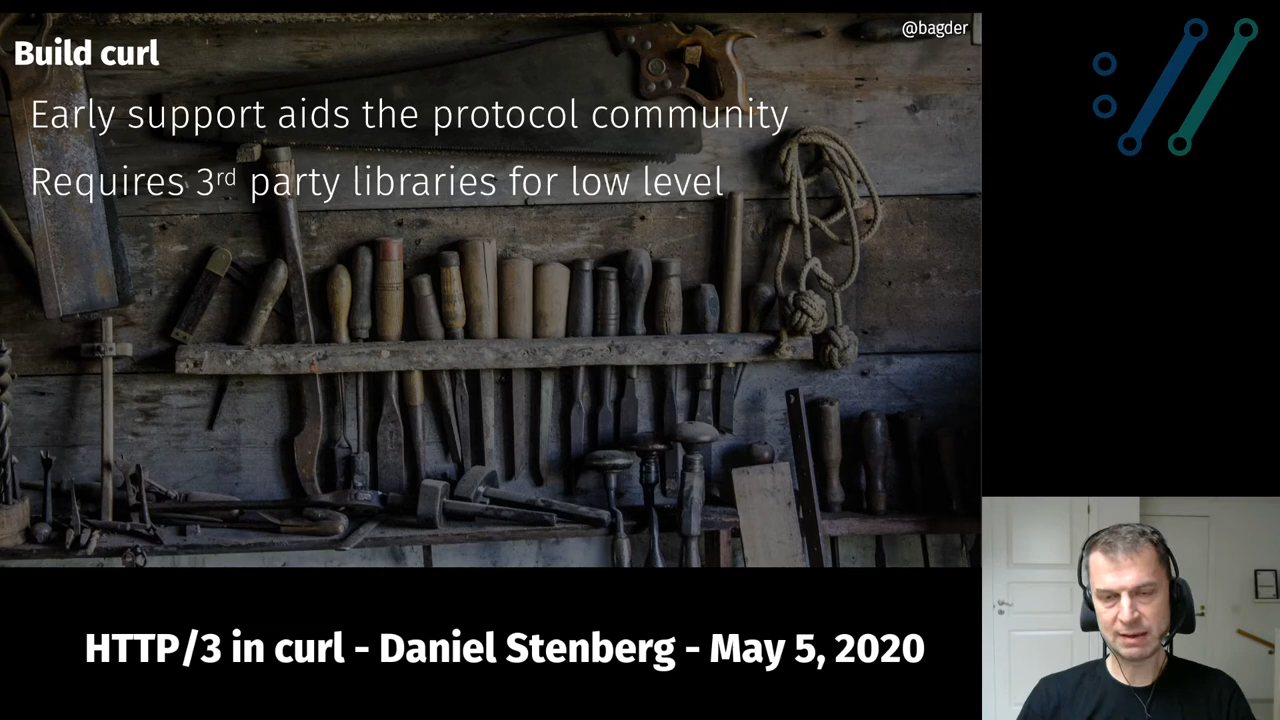 @bagder
Build curl
Early support aids the protocol community
Requires 3rd party libraries for low level
HTTP/3 in curl - Daniel Stenberg - May 5, 2020